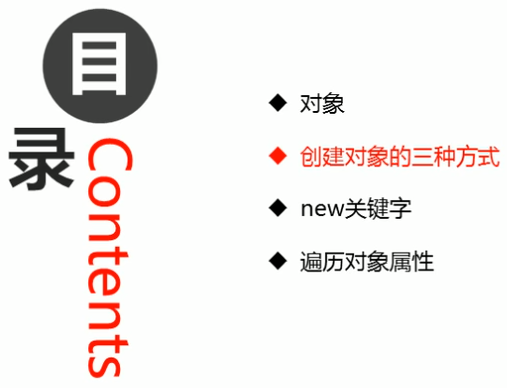 目录
Contents
对象
创建对象的三种方式
new关键字
遍历对象属性